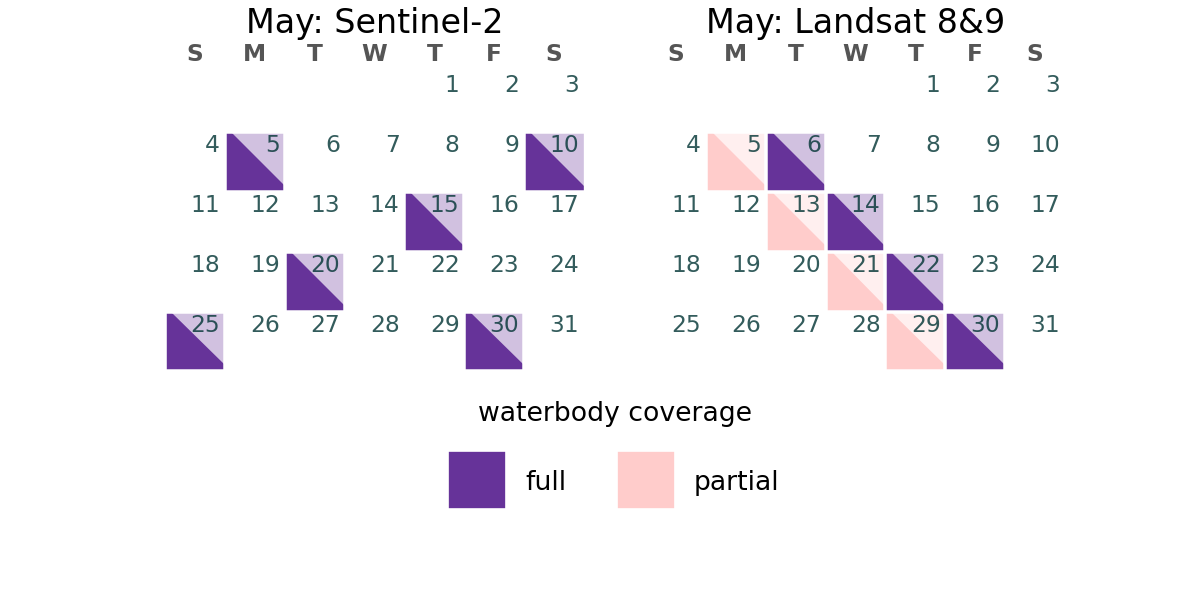 May: Sentinel-2
S M T W T F S
1 2 3
4 5 6 7 8 9 10
11 12 13 14 15 16 17
18 19 20 21 22 23 24
25 26 27 28 29 30 31
May: Landsat 8&9
S M T W T F S
1 2 3
4 5 6 7 8 9 10
11 12 13 14 15 16 17
18 19 20 21 22 23 24
25 26 27 28 29 30 31
waterbody coverage
full
partial